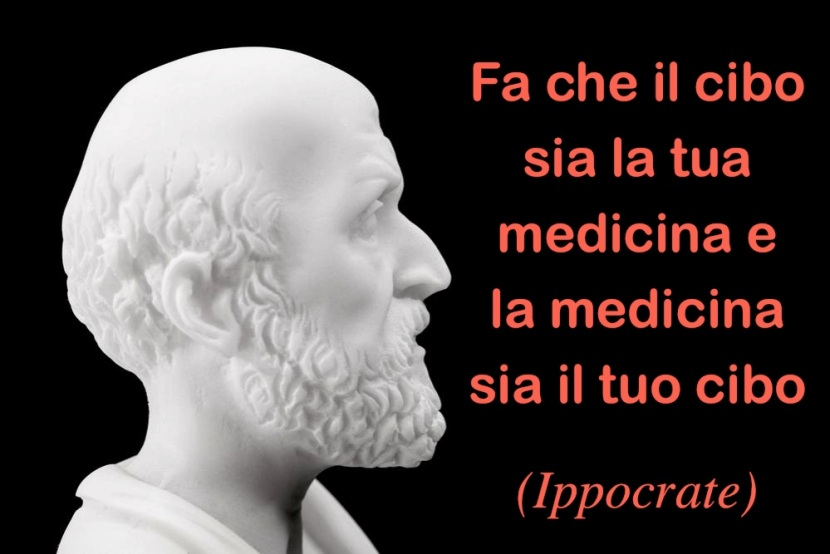 Fa che il cibo
sia la tua
medicina e
la medicina
sia il tuo cibo
(Ippocrate)